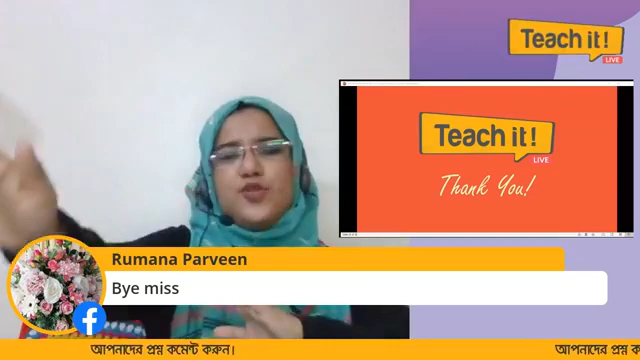 Teach it!
LIVE
Teach it!
LIVE
Thank You!
Rumana Parveen
Bye miss
আপনাদের প্রশ্ন কমেন্ট করুন।
আপনাদের প্রশ্ন ক